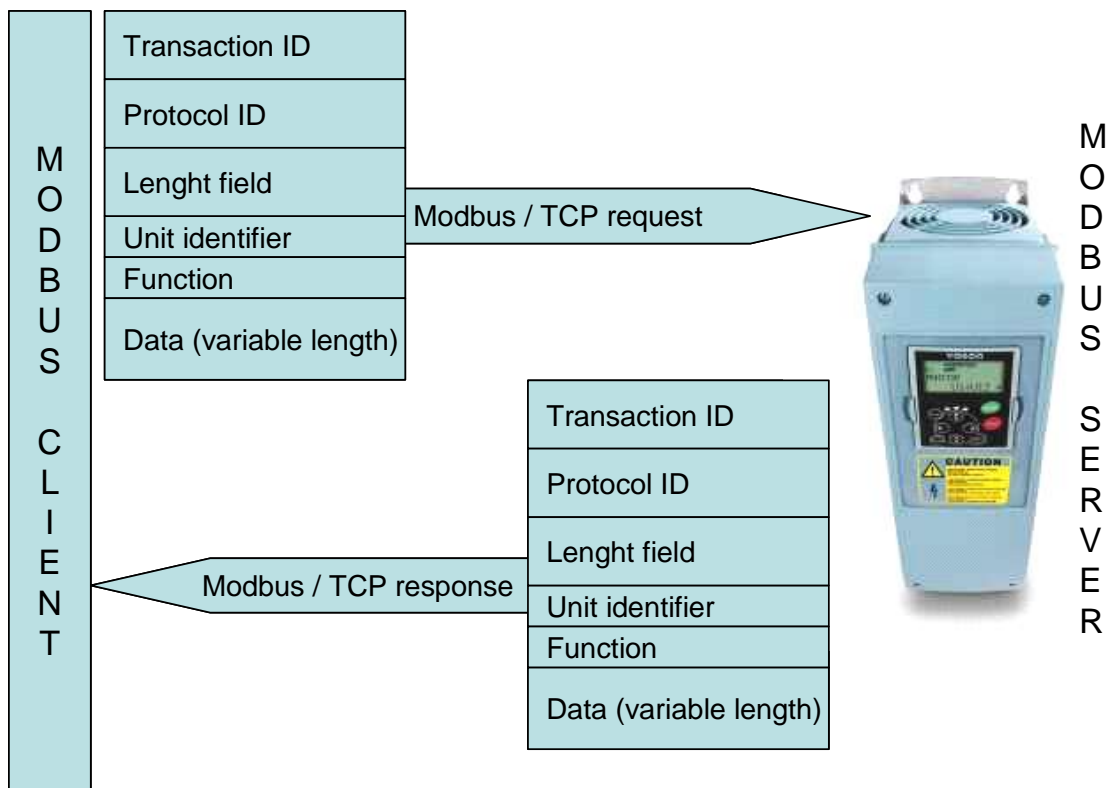 MODBUS CLIENT
Transaction ID
Protocol ID
Lenght field
Unit identifier
Function
Data (variable length)
Modbus / TCP request
Transaction ID
Protocol ID
Lenght field
Unit identifier
Function
Data (variable length)
Modbus / TCP response
CAUTION
MODBUS SERVER